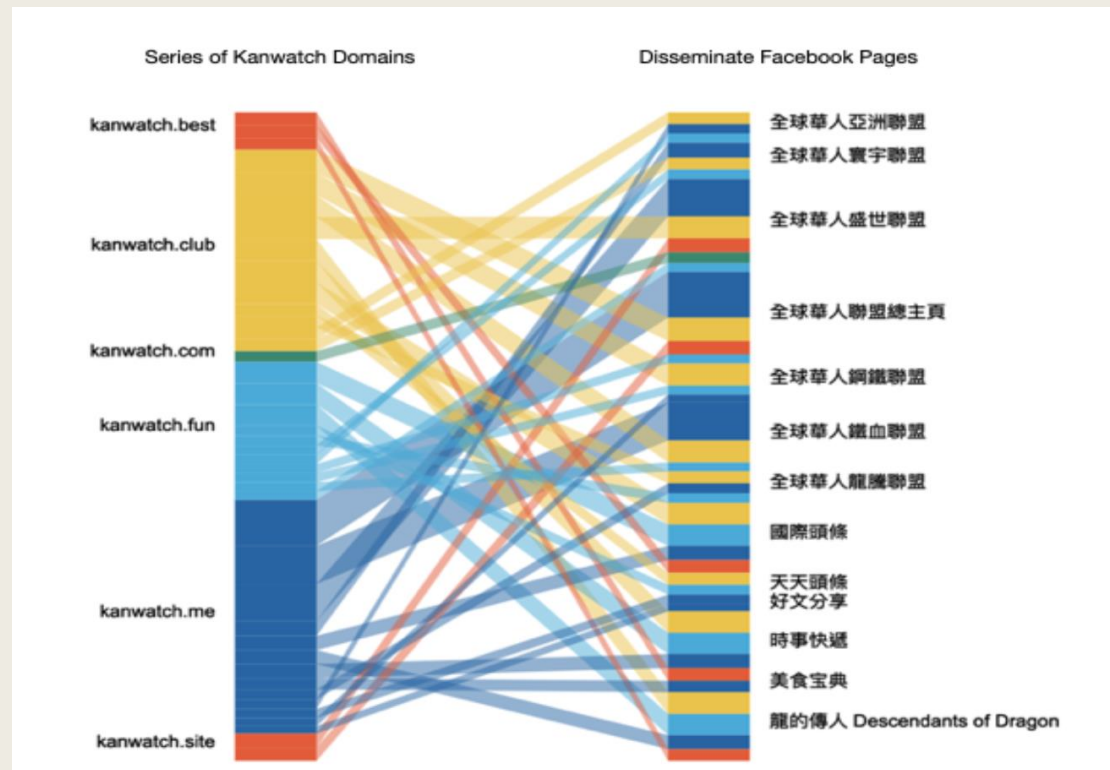 Series of Kanwatch Domains
Disseminate Facebook Pages
kanwatch.best
kanwatch.club
kanwatch.com
kanwatch.fun
kanwatch.me
kanwatch.site
全球華人亞洲聯盟
全球華人寰宇聯盟
全球華人盛世聯盟
全球華人聯盟總主頁
全球華人鋼鐵聯盟
全球華人鐵血聯盟
全球華人龍騰聯盟
國際頭條
天天頭條
好文分享
時事快遞
美食宝典
龍的傳人 Descendants of Dragon